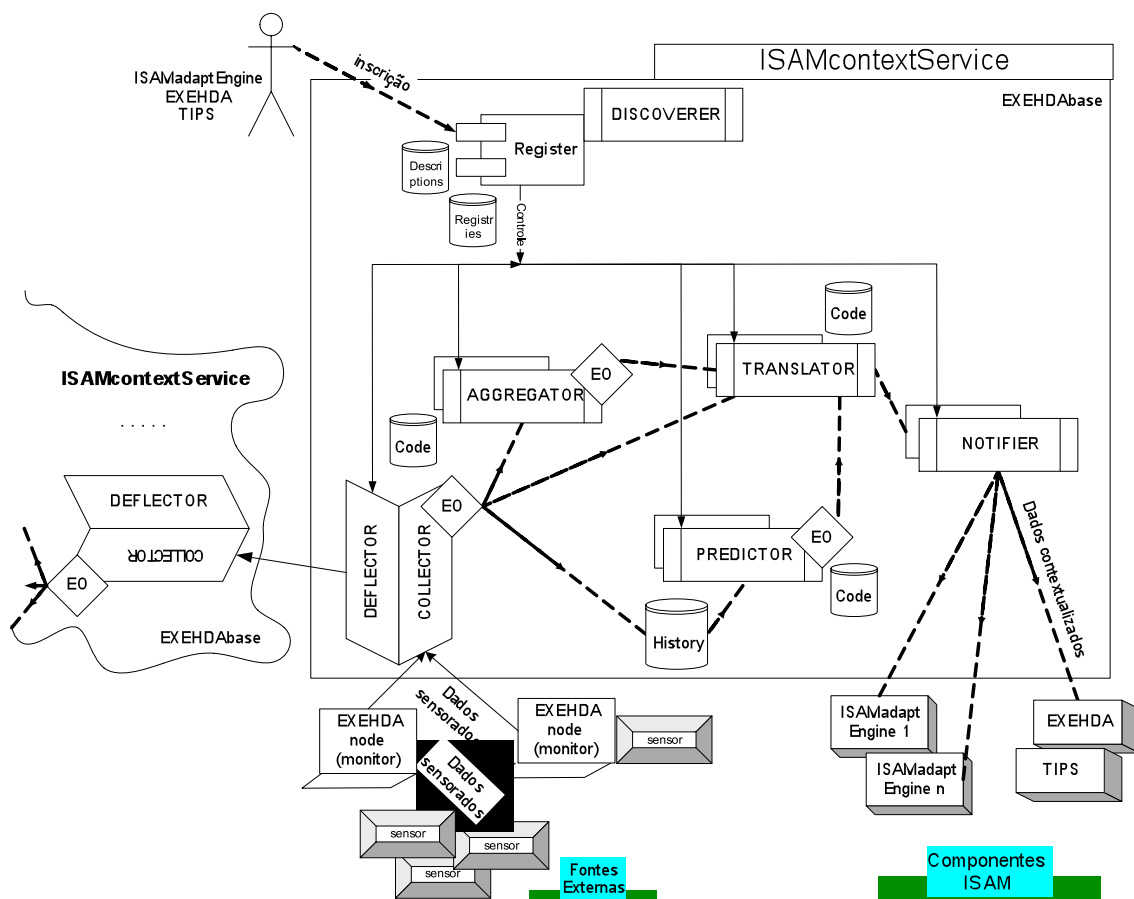 ISAMcontextService
EXEHDAbase
ISAMadaptEngine
EXEHDA
TIPS
inscrição
DISCOVERER
Register
Descri
ptions
Registr
ies
Controle
Code
TRANSLATOR
E0
AGGREGATOR
Code
NOTIFIER
ISAMcontextService
. . . . .
DEFLECTOR
COLLECTOR
E0
EXEHDAbase
DEFLECTOR
COLLECTOR
E0
PREDICTOR
E0
Code
History
Dados contextualizados
Dados
sensorados
EXEHDA
node
(monitor)
EXEHDA
node
(monitor)
sensor
Dados
sensorados
sensor
sensor
sensor
ISAMadapt
Engine 1
ISAMadapt
Engine n
EXEHDA
TIPS
Fontes
Externas
Componentes
ISAM